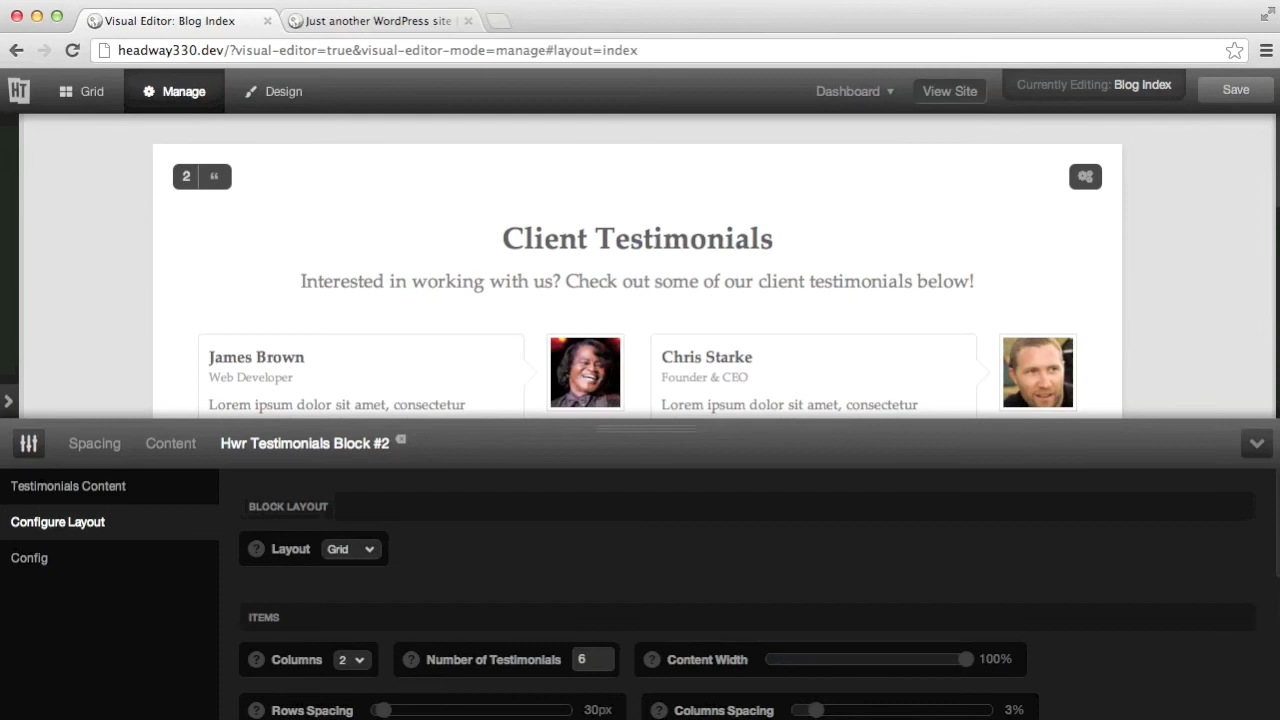 Visual Editor: Blog Index
Just another WordPress site |
headway330.dev/?visual-editor=true&visual-editor-mode=manage#layout=index
HT
Grid
Manage
Design
Dashboard
View Site
Currently Editing: Blog Index
Save
2 “
Client Testimonials
Interested in working with us? Check out some of our client testimonials below!
James Brown
Web Developer
Lorem ipsum dolor sit amet, consectetur
Chris Starke
Founder & CEO
Lorem ipsum dolor sit amet, consectetur
Spacing
Content
Hwr Testimonials Block #2
Testimonials Content
Configure Layout
Config
BLOCK LAYOUT
? Layout Grid
ITEMS
? Columns 2
? Number of Testimonials 6
? Content Width 100%
? Rows Spacing 30px
? Columns Spacing 3%